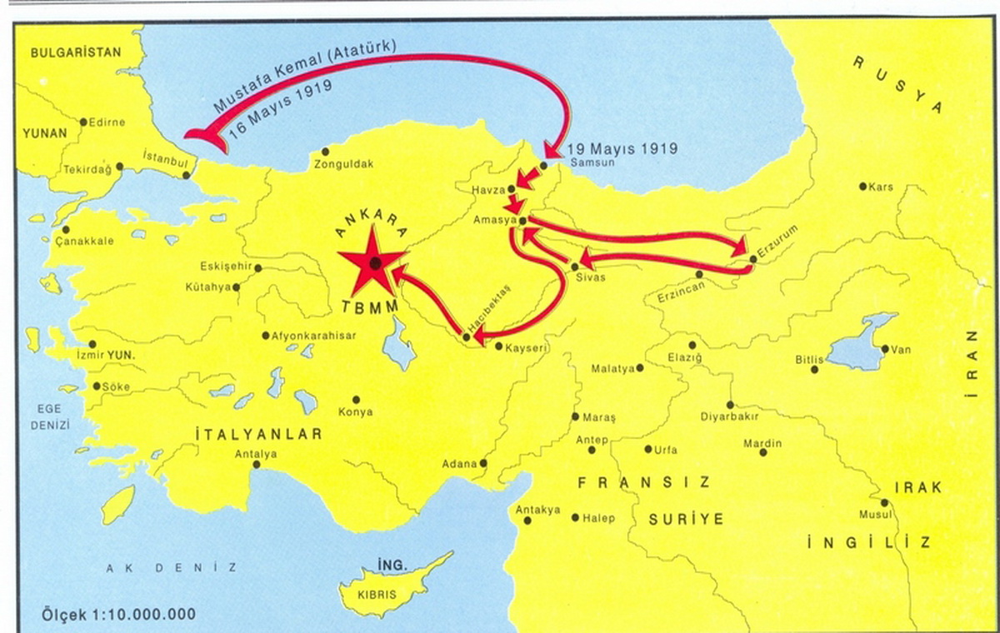 BULGARİSTAN
Mustafa Kemal (Atatürk)
16 Mayıs 1919
RUSYA
Edirne
YUNAN
Tekirdağ
İstanbul
Zonguldak
19 Mayıs 1919
Samsun
Havza
Kars
Amasya
ANKARA
Çanakkale
Erzurum
Eskişehir
Sivas
Kütahya
Erzincan
TBMM
Hacıbektaş
Afyonkarahisar
Kayseri
İzmir YUN.
Elazığ
Van
Bitlis
Malatya
İRAN
Söke
EGE
DENİZİ
Konya
Maraş
Diyarbakır
İTALYANLAR
Antep
Urfa
Mardin
Antalya
Adana
FRANSIZ
IRAK
Antakya
Halep
SURİYE
Musul
İNGİLİZ
AK DENİZ
İNG.
KIBRIS
Ölçek 1:10.000.000